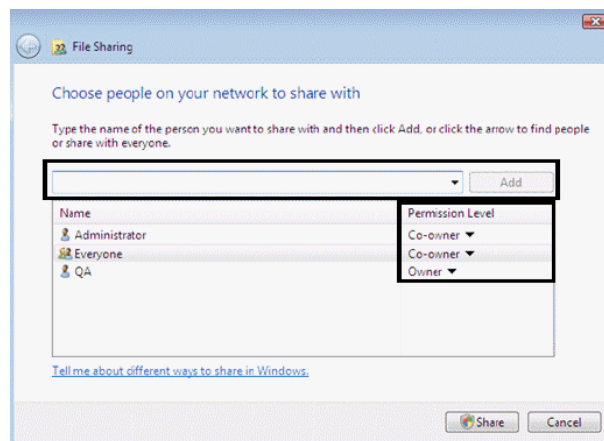 File Sharing
Choose people on your network to share with
Type the name of the person you want to share with and then click Add, or click the arrow to find people
or share with everyone.
Add
Name Permission Level
Administrator Co-owner
Everyone Co-owner
QA Owner
Tell me about different ways to share in Windows.
Share Cancel